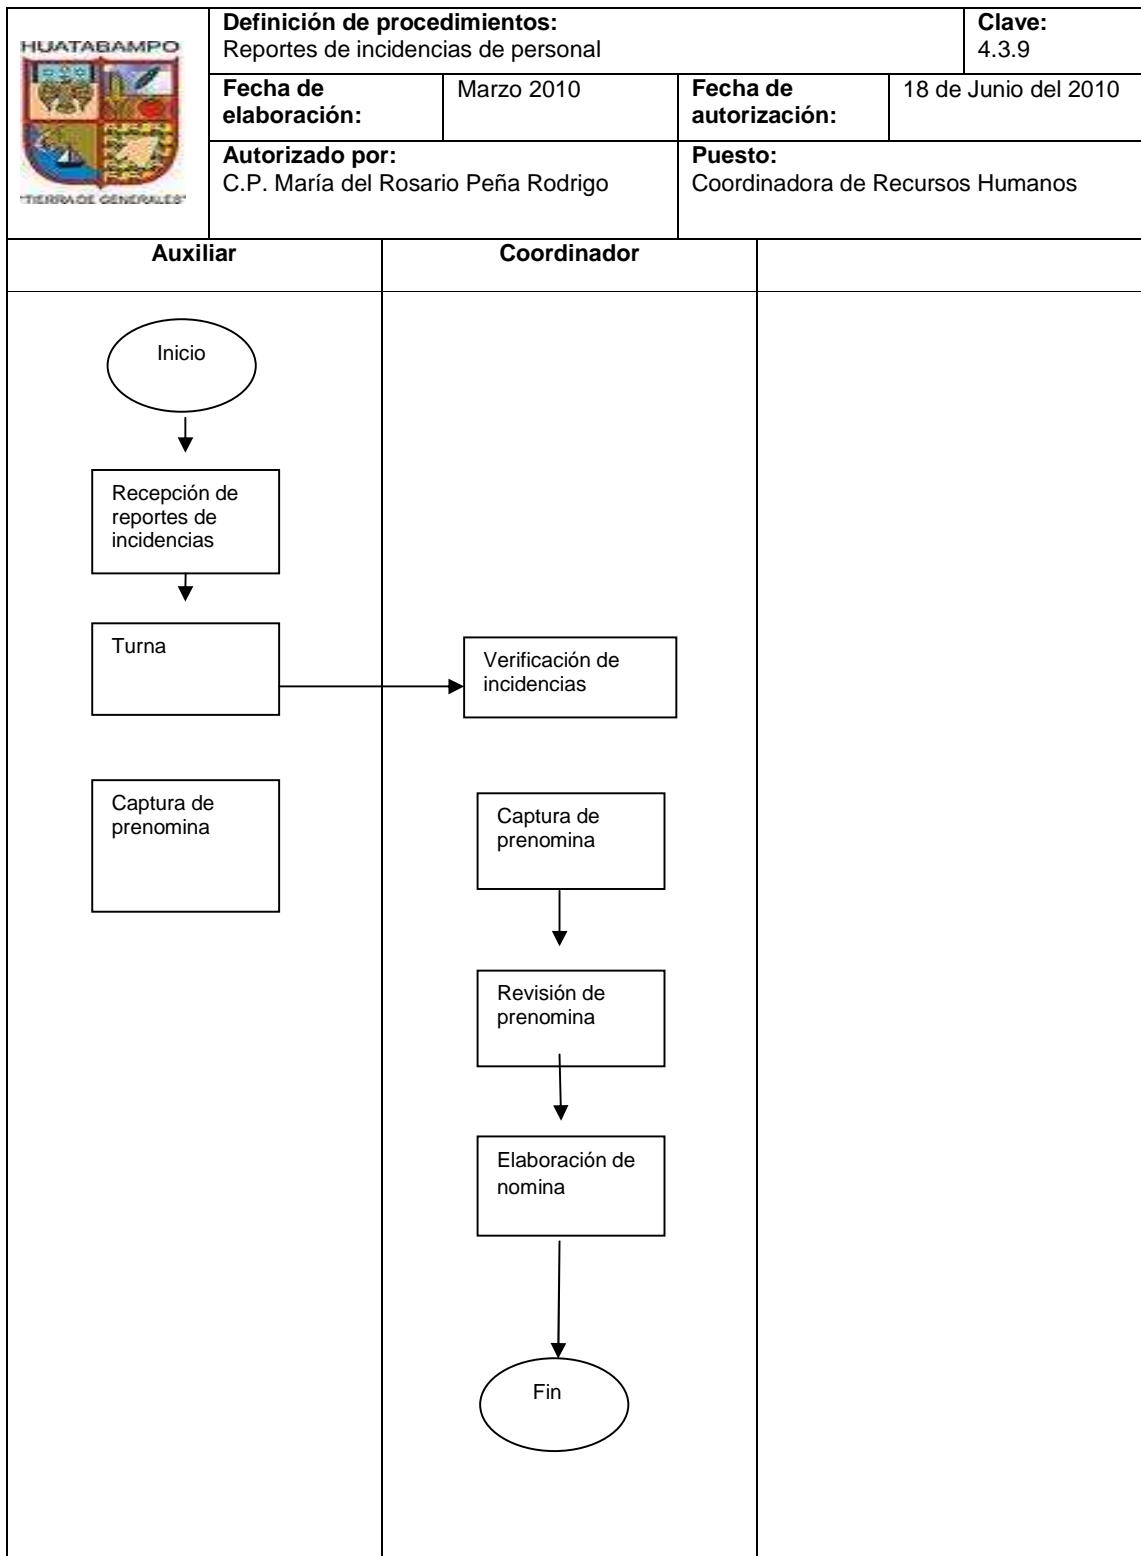 HUATABAMPO
"TIERRA DE GENERALES"
Definición de procedimientos:
Reportes de incidencias de personal
Clave:
4.3.9
Fecha de
elaboración:
Marzo 2010
Fecha de
autorización:
18 de Junio del 2010
Autorizado por:
C.P. María del Rosario Peña Rodrigo
Puesto:
Coordinadora de Recursos Humanos
Auxiliar
Coordinador
Inicio
Recepción de
reportes de
incidencias
Turna
Verificación de
incidencias
Captura de
prenomina
Captura de
prenomina
Revisión de
prenomina
Elaboración de
nomina
Fin